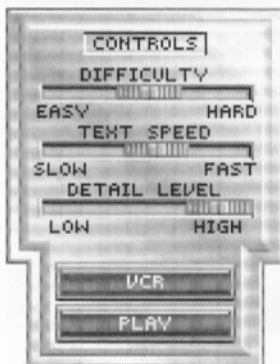 CONTROLS
DIFFICULTY
EASY HARD
TEXT SPEED
SLOW FAST
DETAIL LEVEL
LOW HIGH
VCR
PLAY